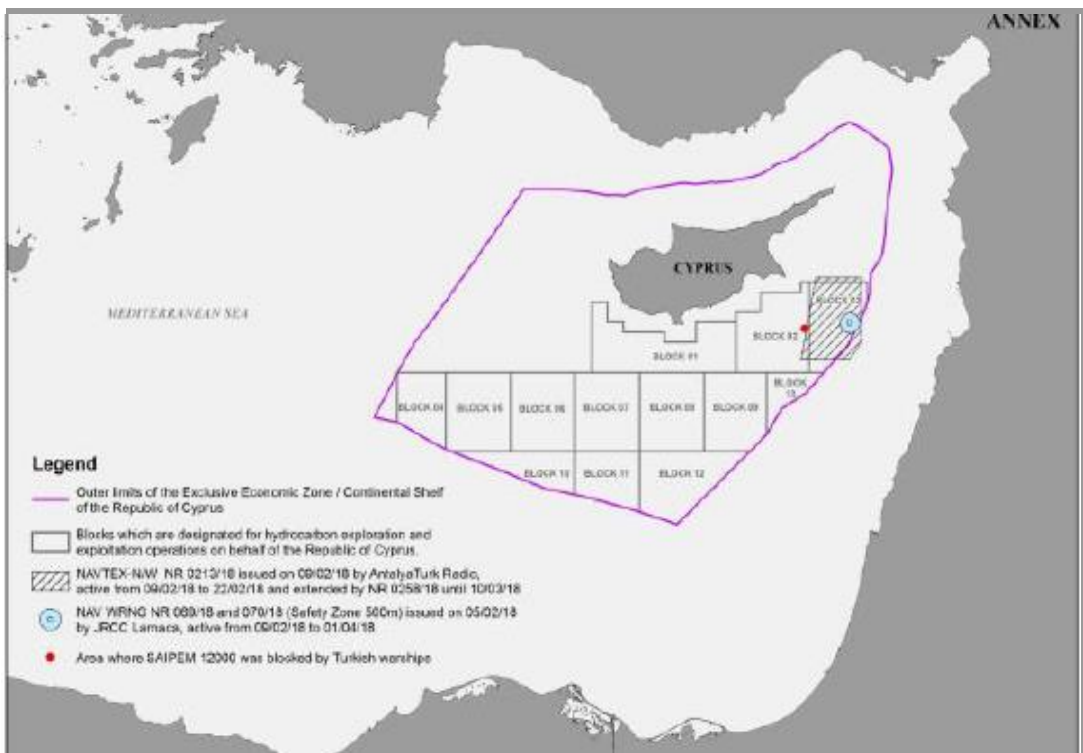 ANNEX
CYPRUS
MEDITERRANEAN SEA
BLOCK
BLOCK 02
BLOCK
BLOCK
BLOCK 04
BLOCK 05
BLOCK 06
BLOCK 07
BLOCK 08
BLOCK 09
BLOCK 10
BLOCK 11
BLOCK 12
Legend
Outer limits of the Exclusive Economic Zone / Continental Shelf
of the Republic of Cyprus
Blocks which are designated for hydrocarbon exploration and
exploitation operations on behalf of the Republic of Cyprus.
NAVTEX-N/W NR 0213/18 issued on 09/02/18 by AntalyaTurk Radio,
active from 09/02/18 to 22/02/18 and extended by NR 0258/18 until 10/03/18
NAV WRNG NR 069/18 and 070/18 (Safety Zone 500m) issued on 05/02/18
by JRCC Larnaca, active from 09/02/18 to 01/04/18
Area where SAIPEM 12000 was blocked by Turkish warships